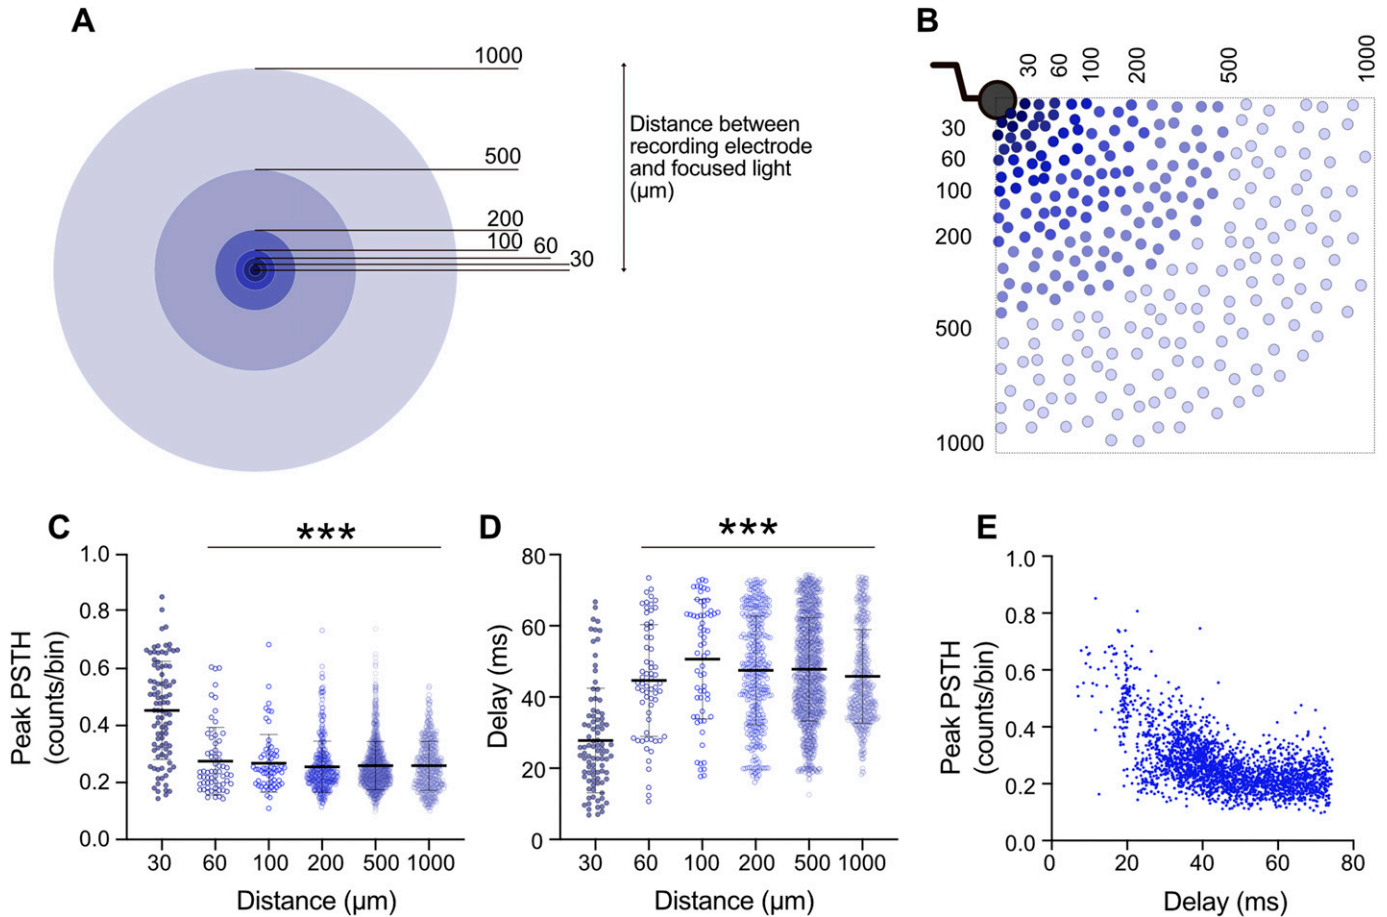 A
1000
500
200
100
60
30
Distance between
recording electrode
and focused light
(µm)
B
30
60
100
200
500
1000
30
60
100
200
500
1000
C
***
1.0
0.8
0.6
0.4
0.2
0.0
Peak PSTH
(counts/bin)
30 60 100 200 500 1000
Distance (µm)
D
***
80
60
40
20
0
Delay (ms)
30 60 100 200 500 1000
Distance (µm)
E
1.0
0.8
0.6
0.4
0.2
0.0
Peak PSTH
(counts/bin)
0 20 40 60 80
Delay (ms)